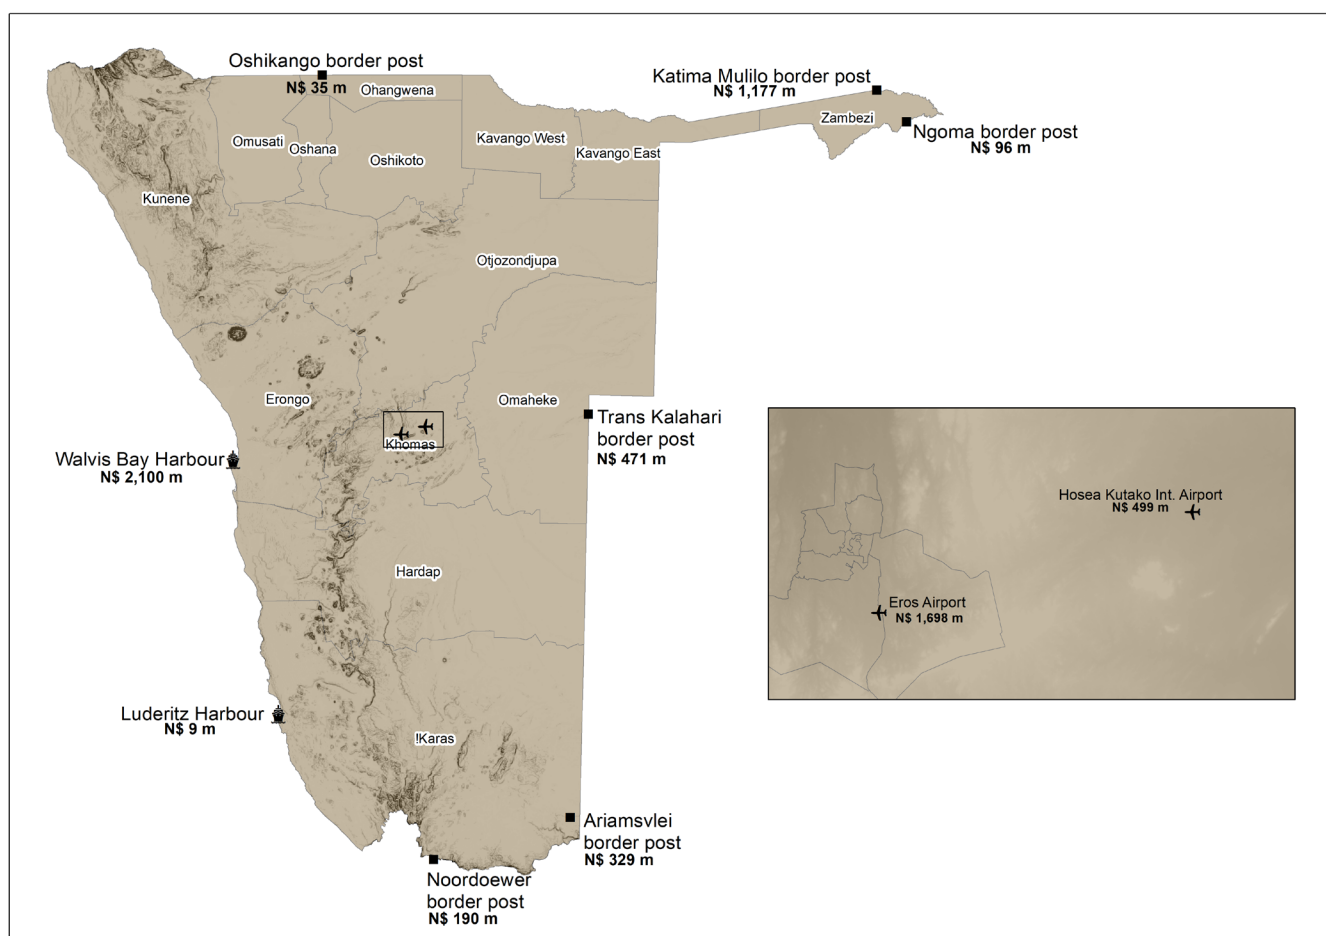 Oshikango border post
N$ 35 m
Ohangwena
Katima Mulilo border post
N$ 1,177 m
Zambezi
Ngoma border post
N$ 96 m
Omusati
Oshana
Oshikoto
Kavango West
Kavango East
Kunene
Otjozondjupa
Erongo
Omaheke
Trans Kalahari
border post
N$ 471 m
Khomas
Walvis Bay Harbour
N$ 2,100 m
Hosea Kutako Int. Airport
N$ 499 m
Eros Airport
N$ 1,698 m
Hardap
Luderitz Harbour
N$ 9 m
!Karas
Ariamsvlei
border post
N$ 329 m
Noordoewer
border post
N$ 190 m